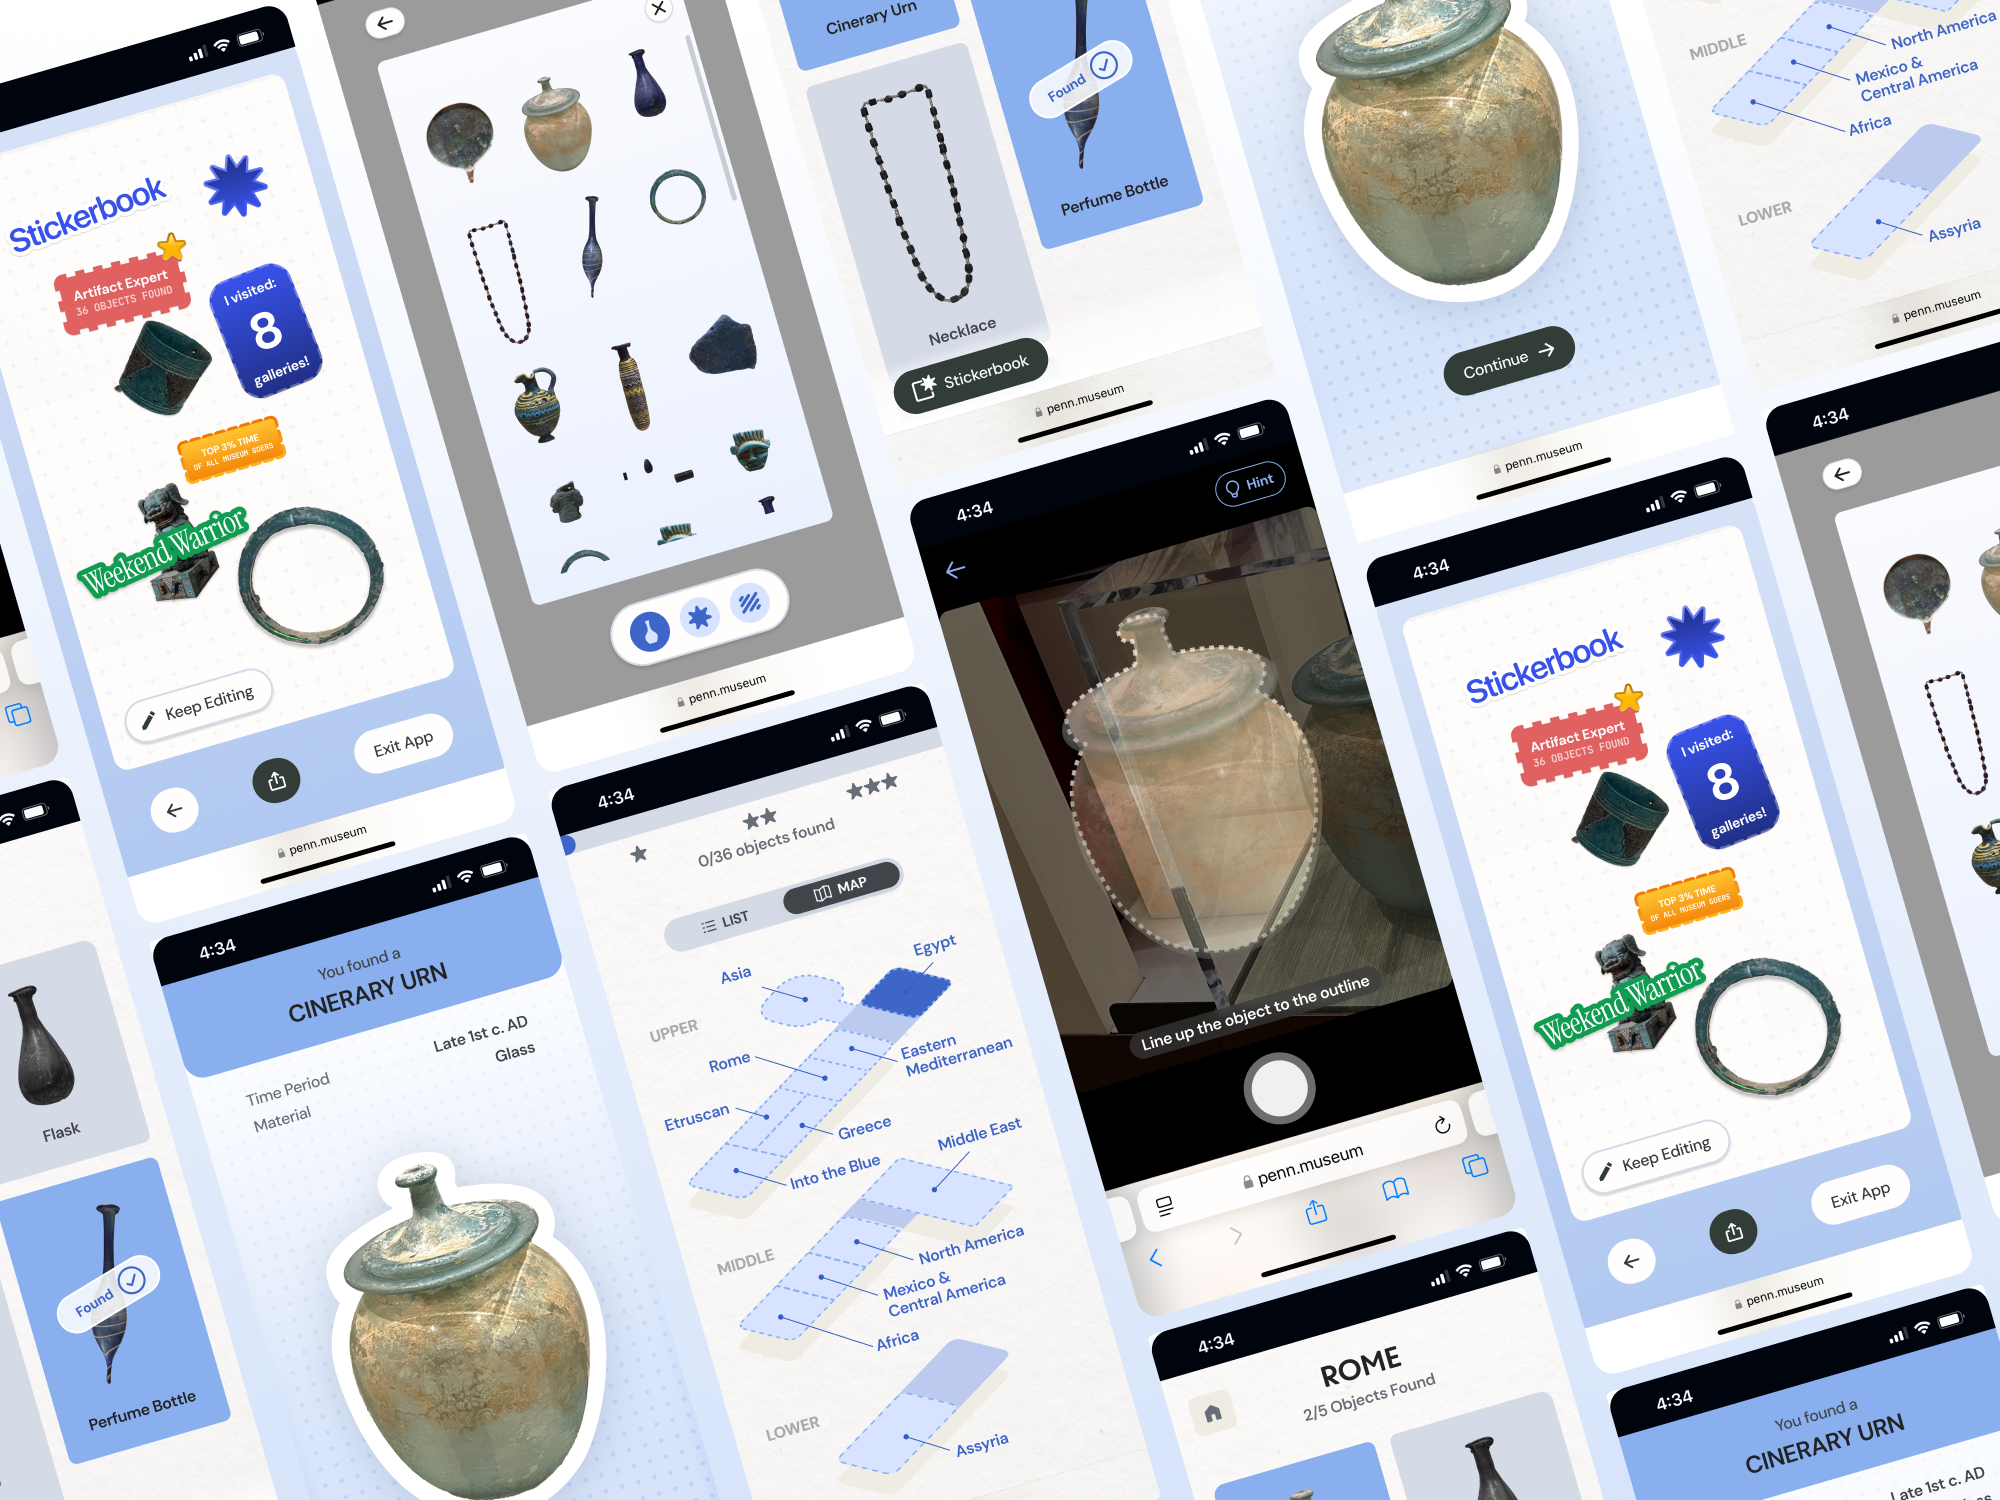 Stickerbook
Artifact Expert
36 OBJECTS FOUND
I visited:
8
galleries!
TOP 3% TIME
OF ALL MUSEUM GOERS
Weekend Warrior
Keep Editing
Exit App
penn.museum
penn.museum
Cinerary Urn
Found
Perfume Bottle
Necklace
Stickerbook
penn.museum
Continue
penn.museum
MIDDLE
North America
Mexico &
Central America
Africa
LOWER
Assyria
penn.museum
Flask
Found
Perfume Bottle
4:34
You found a
CINERARY URN
Late 1st c. AD
Glass
Time Period
Material
4:34
0/36 objects found
LIST
MAP
Egypt
Asia
UPPER
Eastern
Mediterranean
Rome
Etruscan
Greece
Into the Blue
Middle East
MIDDLE
North America
Mexico &
Central America
Africa
LOWER
Assyria
4:34
Hint
Line up the object to the outline
penn.museum
4:34
ROME
2/5 Objects Found
4:34
Stickerbook
Artifact Expert
36 OBJECTS FOUND
I visited:
8
galleries!
TOP 3% TIME
OF ALL MUSEUM GOERS
Weekend Warrior
Keep Editing
Exit App
penn.museum
4:34
4:34
You found a
CINERARY URN
Late 1st c. AD